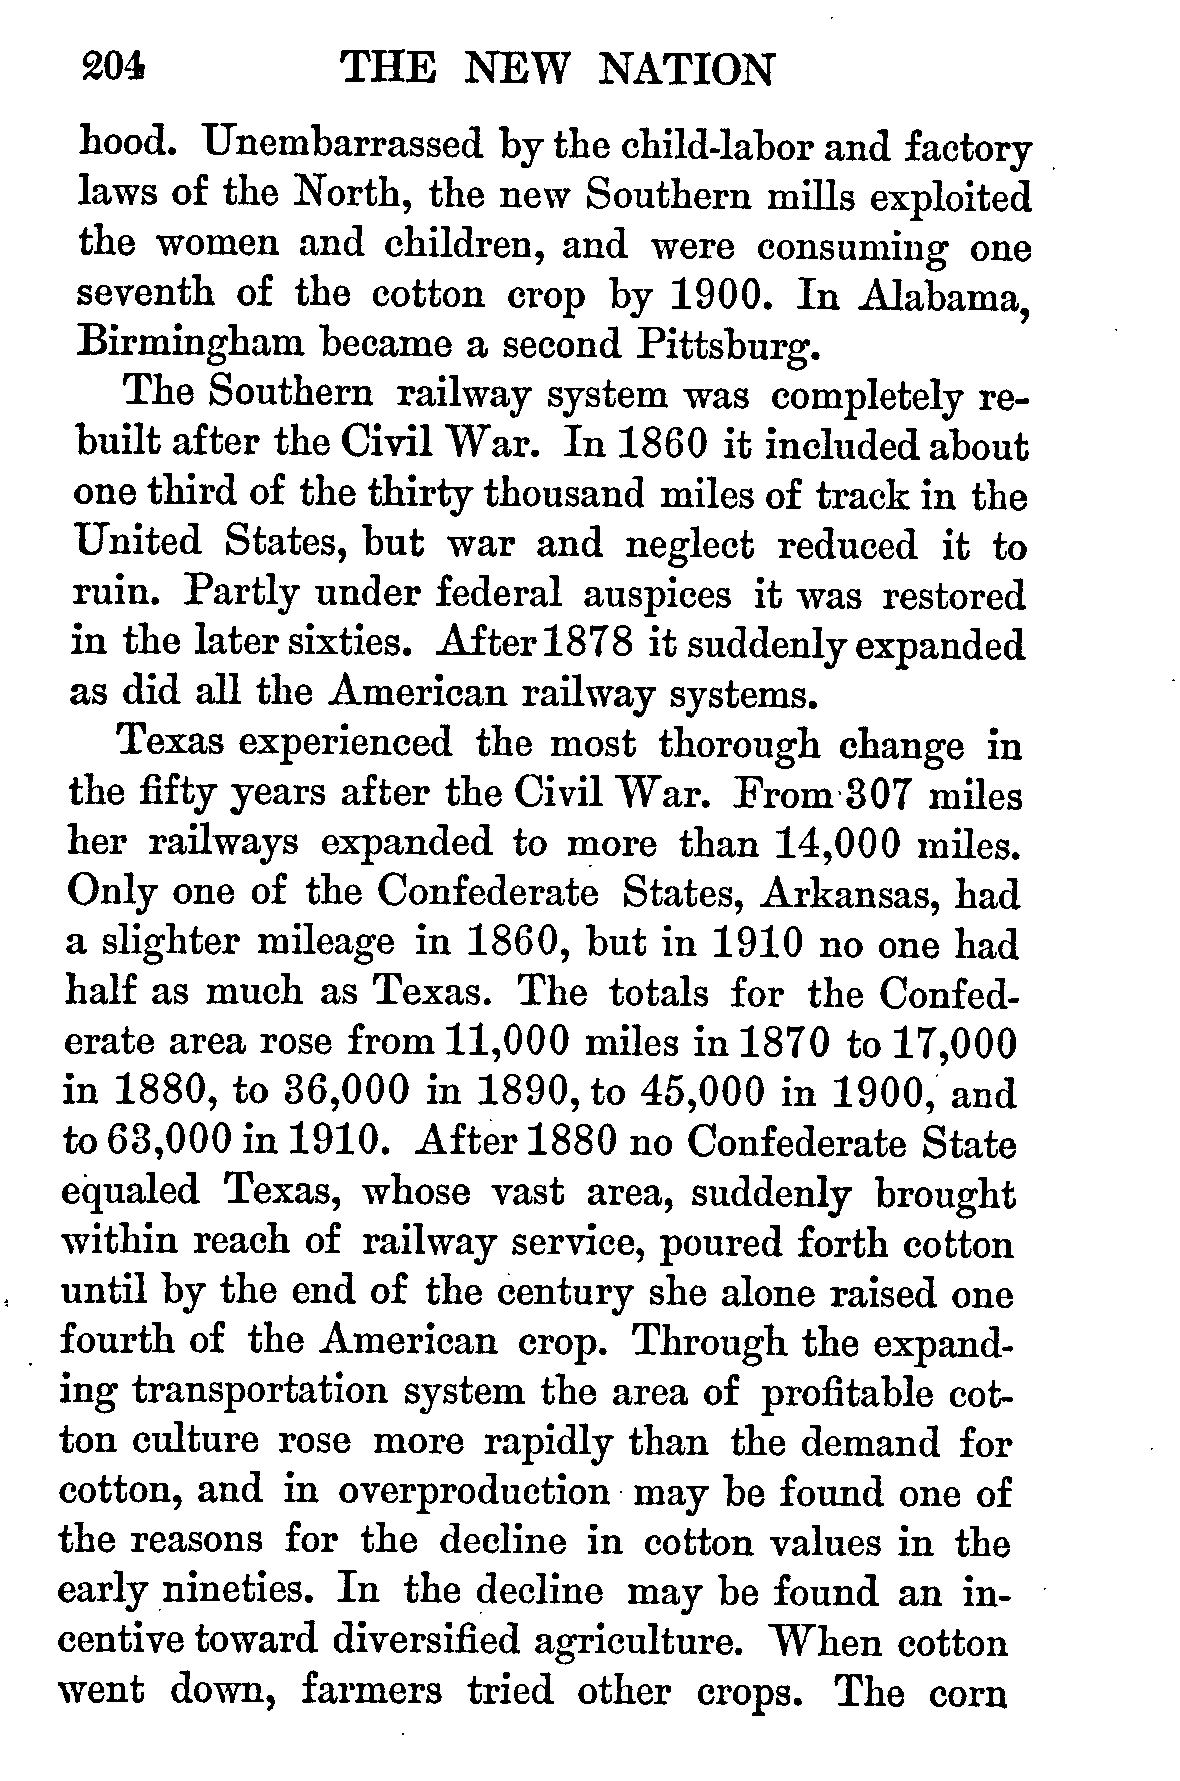 204 THE NEW NATION
hood. Unembarrassed by the child-labor and factory
laws of the North, the new Southern mills exploited
the women and children, and were consuming one
seventh of the cotton crop by 1900. In Alabama,
Birmingham became a second Pittsburg.
The Southern railway system was completely re-
built after the Civil War. In 1860 it included about
one third of the thirty thousand miles of track in the
United States, but war and neglect reduced it to
ruin. Partly under federal auspices it was restored
in the later sixties. After 1878 it suddenly expanded
as did all the American railway systems.
Texas experienced the most thorough change in
the fifty years after the Civil War. From 307 miles
her railways expanded to more than 14,000 miles.
Only one of the Confederate States, Arkansas, had
a slighter mileage in 1860, but in 1910 no one had
half as much as Texas. The totals for the Confed-
erate area rose from 11,000 miles in 1870 to 17,000
in 1880, to 36,000 in 1890, to 45,000 in 1900, and
to 63,000 in 1910. After 1880 no Confederate State
equaled Texas, whose vast area, suddenly brought
within reach of railway service, poured forth cotton
until by the end of the century she alone raised one
fourth of the American crop. Through the expand-
ing transportation system the area of profitable cot-
ton culture rose more rapidly than the demand for
cotton, and in overproduction may be found one of
the reasons for the decline in cotton values in the
early nineties. In the decline may be found an in-
centive toward diversified agriculture. When cotton
went down, farmers tried other crops. The corn